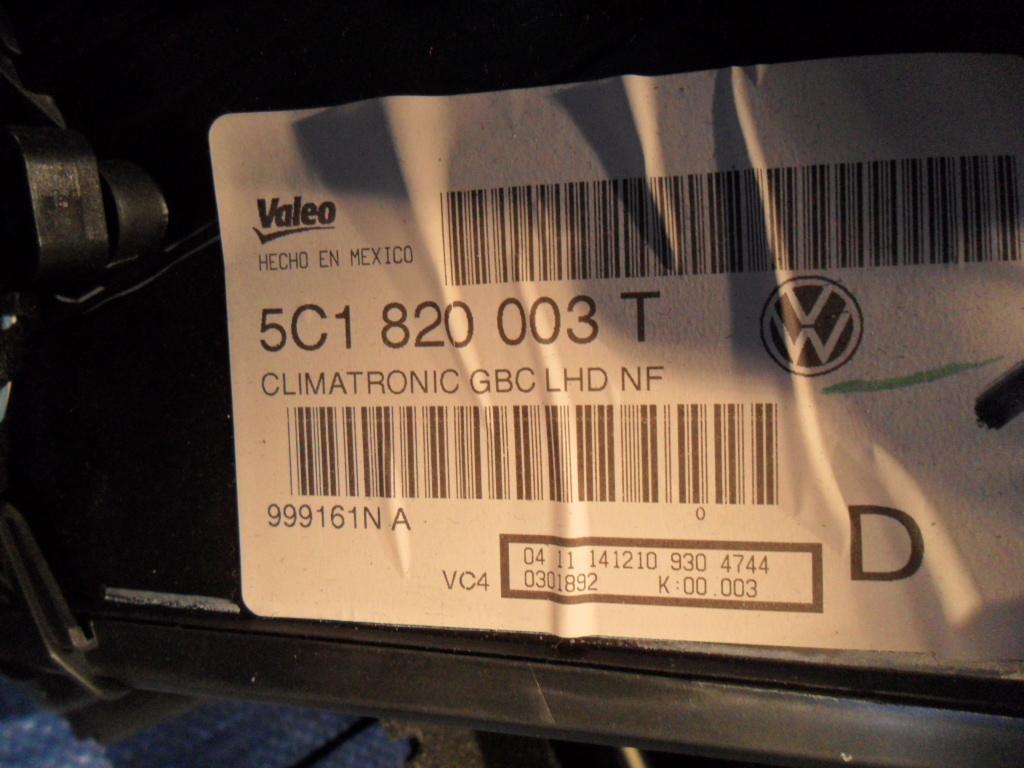 Valeo
HECHO EN MEXICO
5C1 820 003 T
VW
CLIMATRONIC GBC LHD NF
999161N A
0
D
VC4
04 11 141210 930 4744
0301892 K:00.003